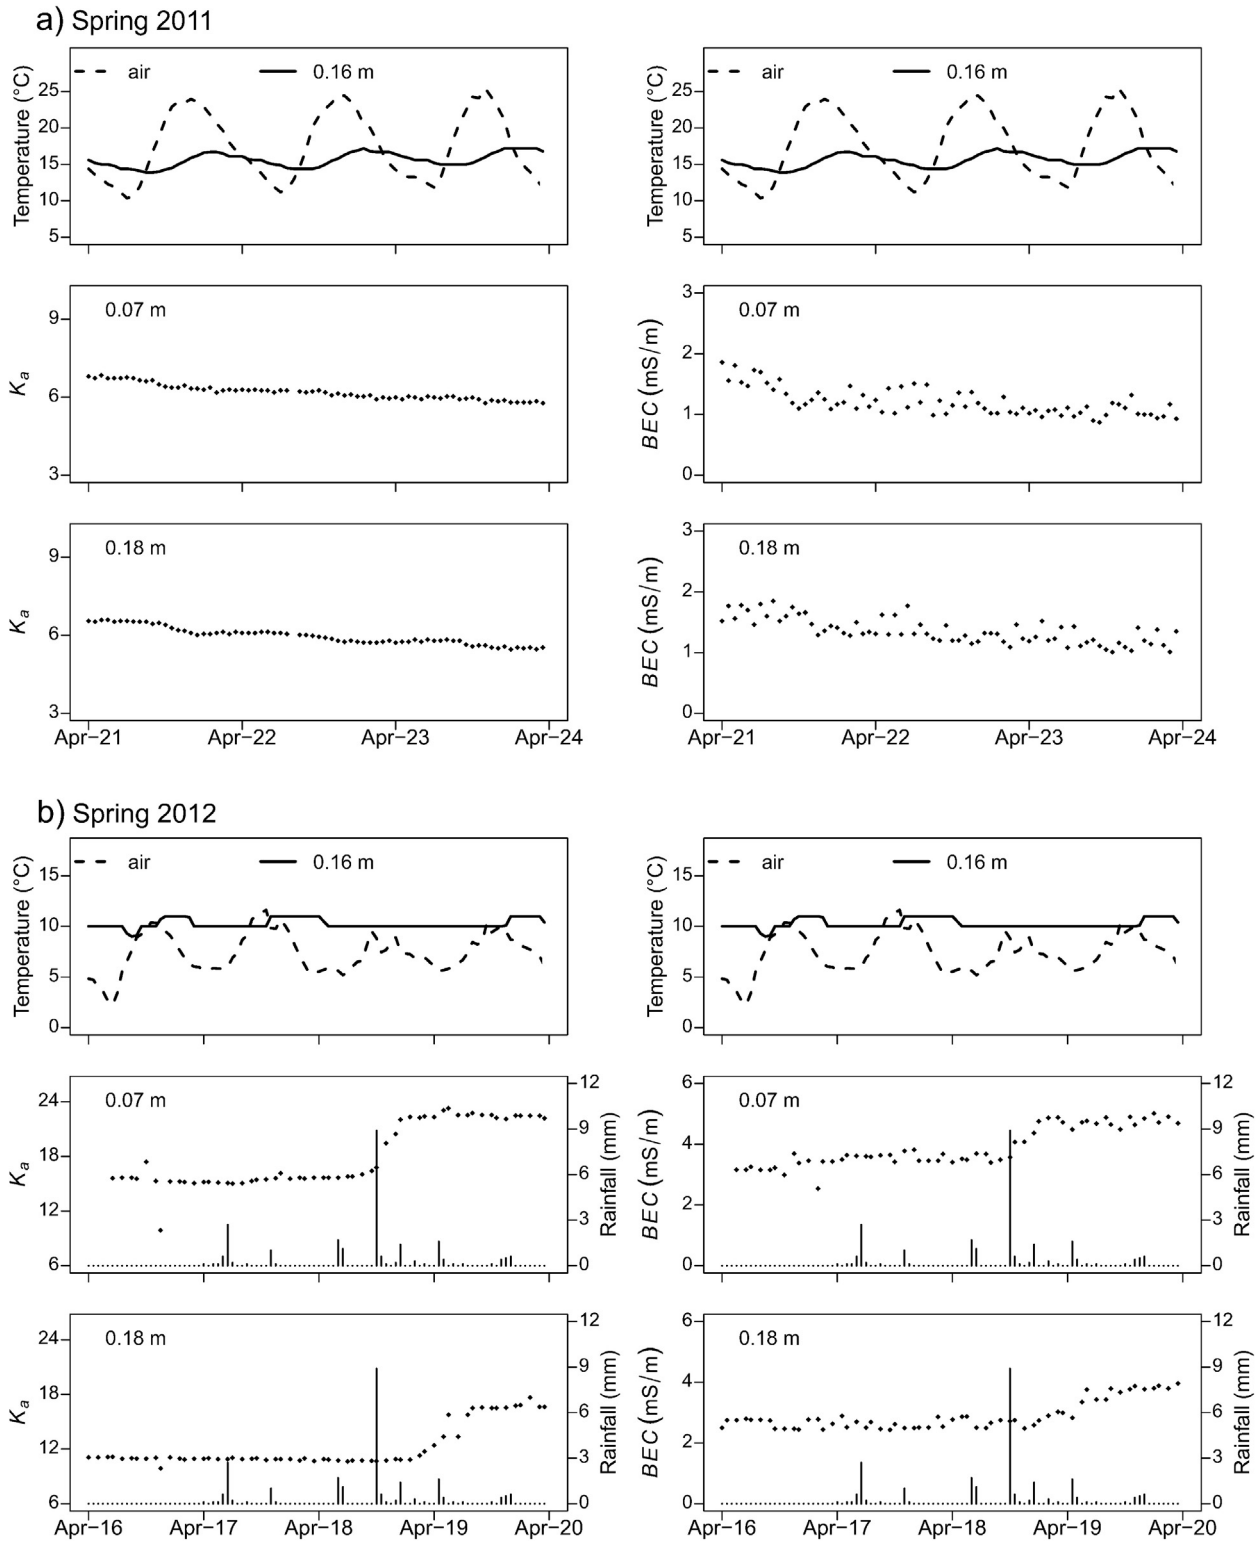 a) Spring 2011
air 0.16 m air 0.16 m
Temperature (°C) 25 20 15 10 5 Temperature (°C) 25 20 15 10 5
0.07 m 0.07 m
Ka 9 6 3 BEC (mS/m) 3 2 1 0
0.18 m 0.18 m
Ka 9 6 3 BEC (mS/m) 3 2 1 0
Apr−21 Apr−22 Apr−23 Apr−24 Apr−21 Apr−22 Apr−23 Apr−24
b) Spring 2012
air 0.16 m air 0.16 m
Temperature (°C) 15 10 5 0 Temperature (°C) 15 10 5 0
0.07 m 0.07 m
Ka 24 18 12 6 Rainfall (mm) 12 9 6 3 0 BEC (mS/m) 6 4 2 0 Rainfall (mm) 12 9 6 3 0
0.18 m 0.18 m
Ka 24 18 12 6 Rainfall (mm) 12 9 6 3 0 BEC (mS/m) 6 4 2 0 Rainfall (mm) 12 9 6 3 0
Apr−16 Apr−17 Apr−18 Apr−19 Apr−20 Apr−16 Apr−17 Apr−18 Apr−19 Apr−20